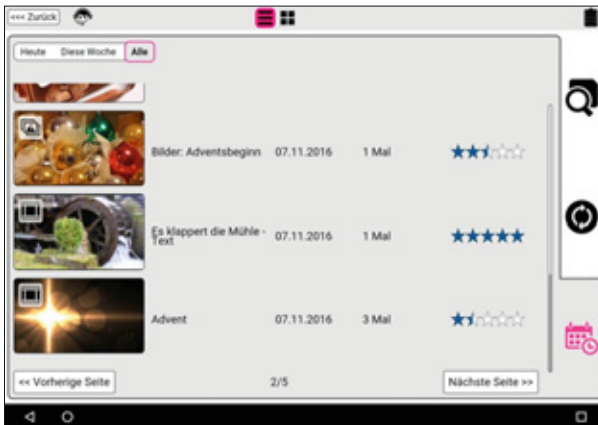 <<< Zurück
Heute Diese Woche Alle
Bilder: Adventsbeginn 07.11.2016 1 Mal
Es klappert die Mühle -
Text 07.11.2016 1 Mal
Advent 07.11.2016 3 Mal
<< Vorherige Seite 2/5 Nächste Seite >>